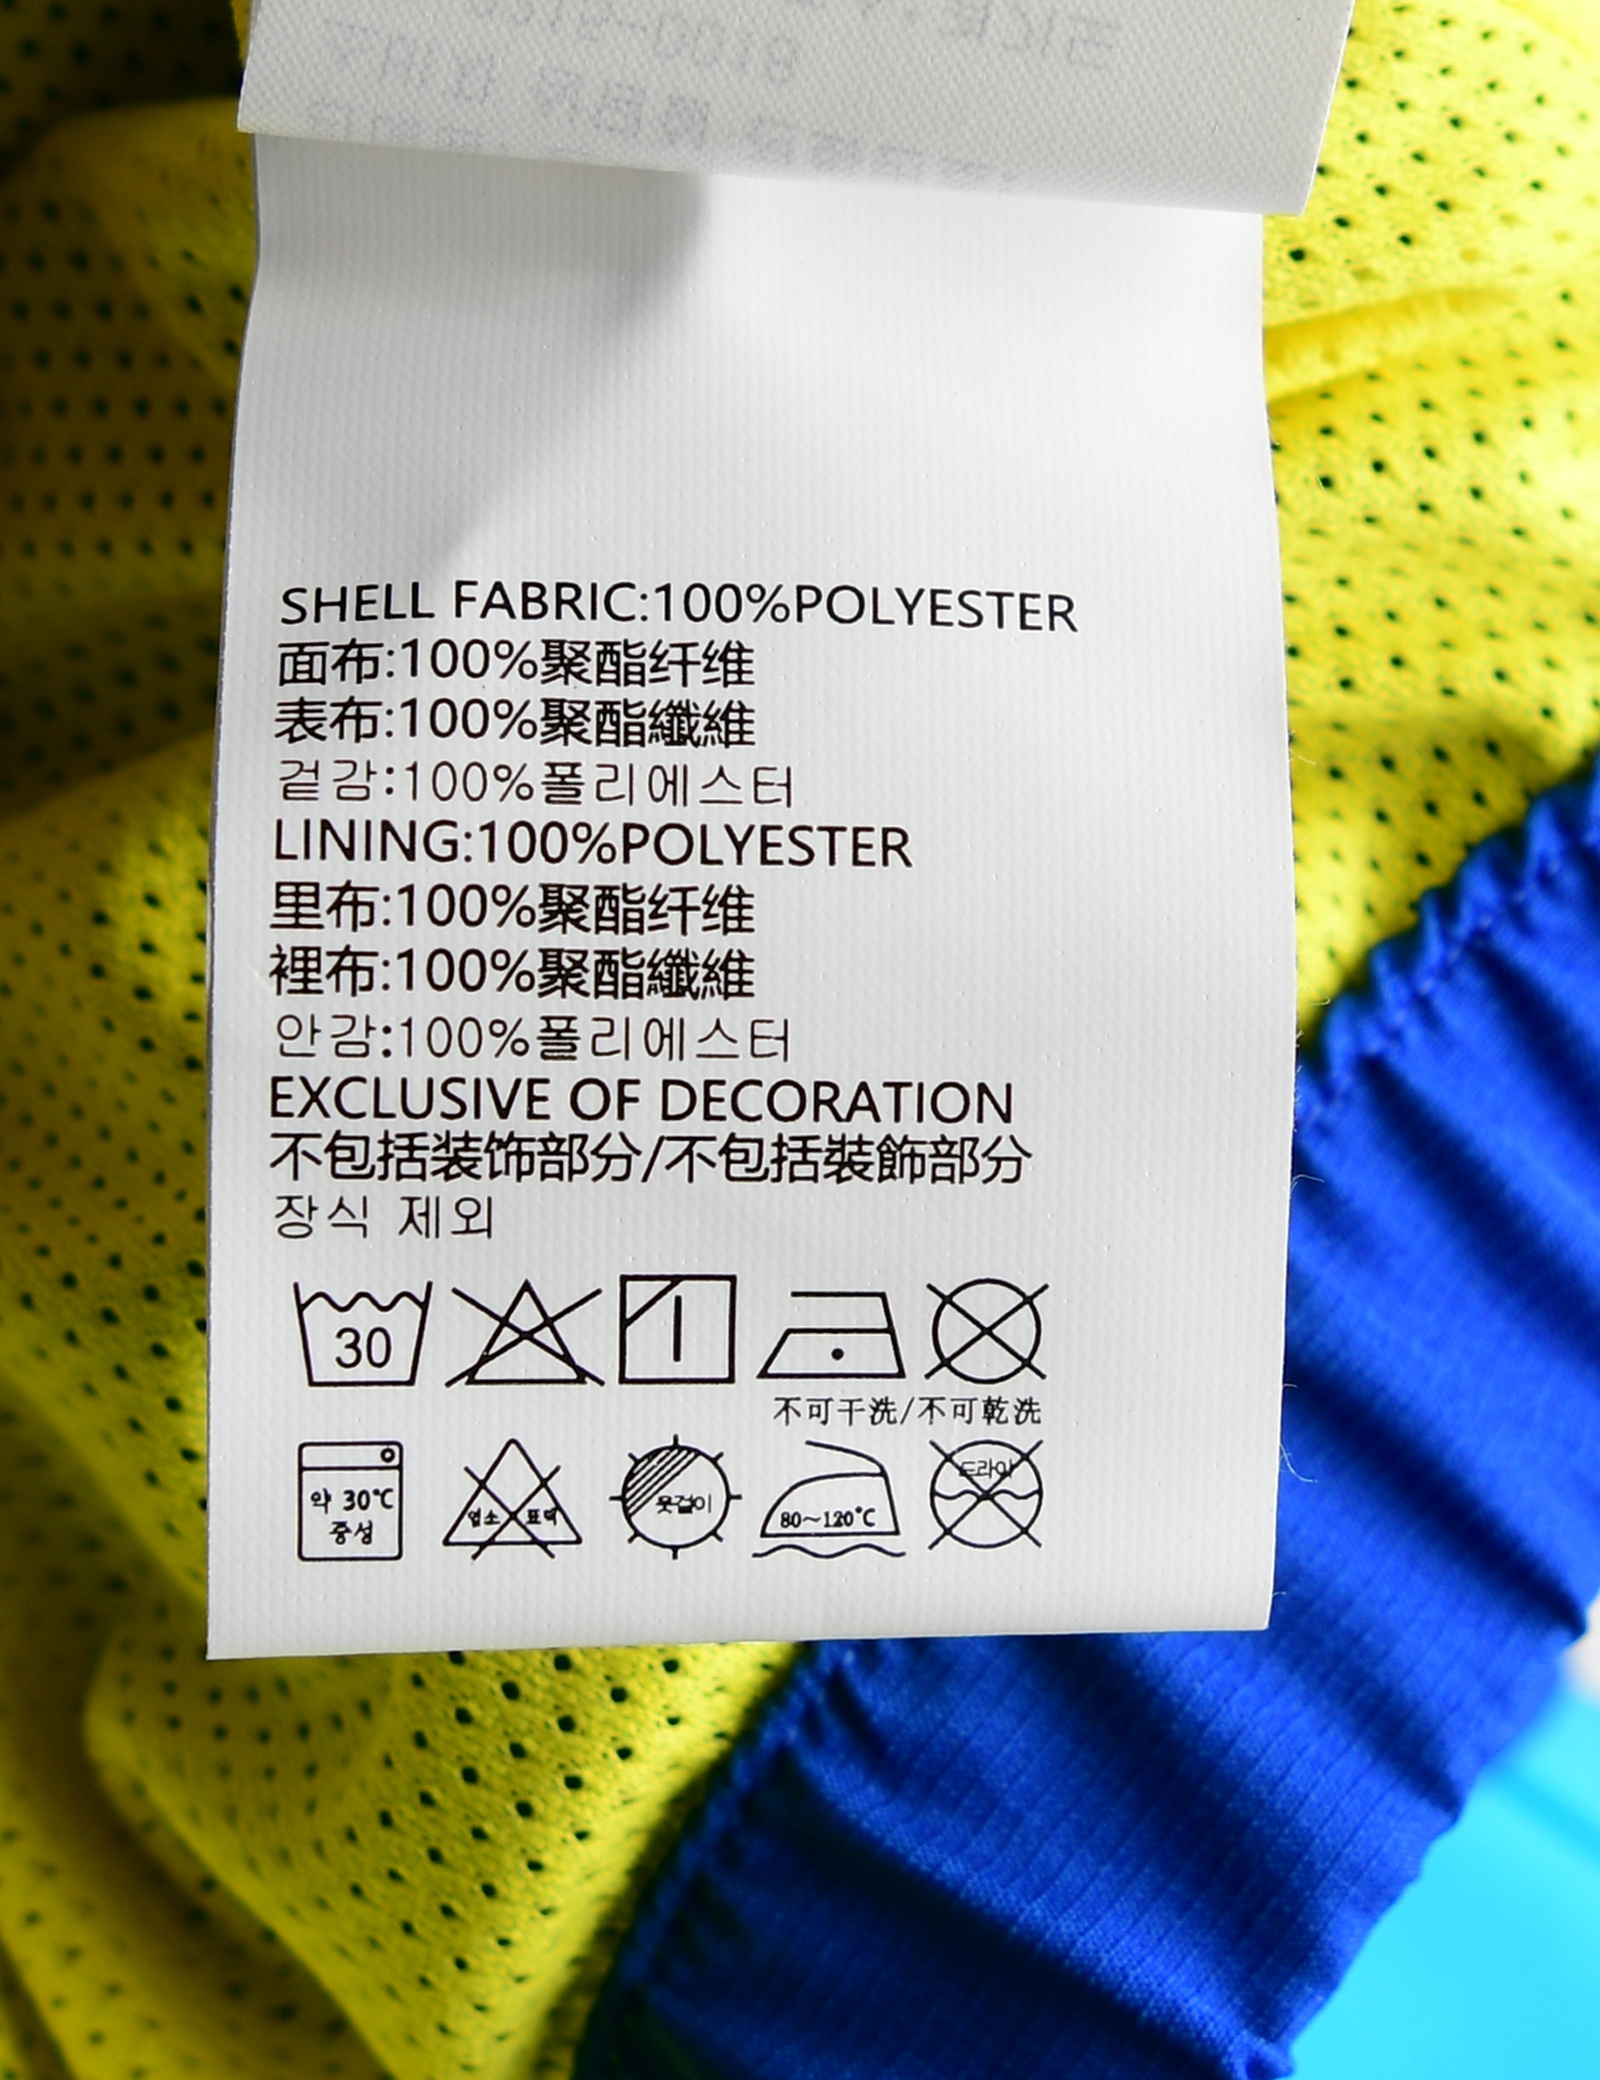 SHELL FABRIC:100%POLYESTER
面布:100%聚酯纤维
表布:100%聚酯纖維
겉감:100%폴리에스터
LINING:100%POLYESTER
里布:100%聚酯纤维
裡布:100%聚酯纖維
안감:100%폴리에스터
EXCLUSIVE OF DECORATION
不包括装饰部分/不包括裝飾部分
장식 제외
30
不可干洗/不可乾洗
약 30℃ 염소 표백 옷걸이 80~120℃ 드라이
중성